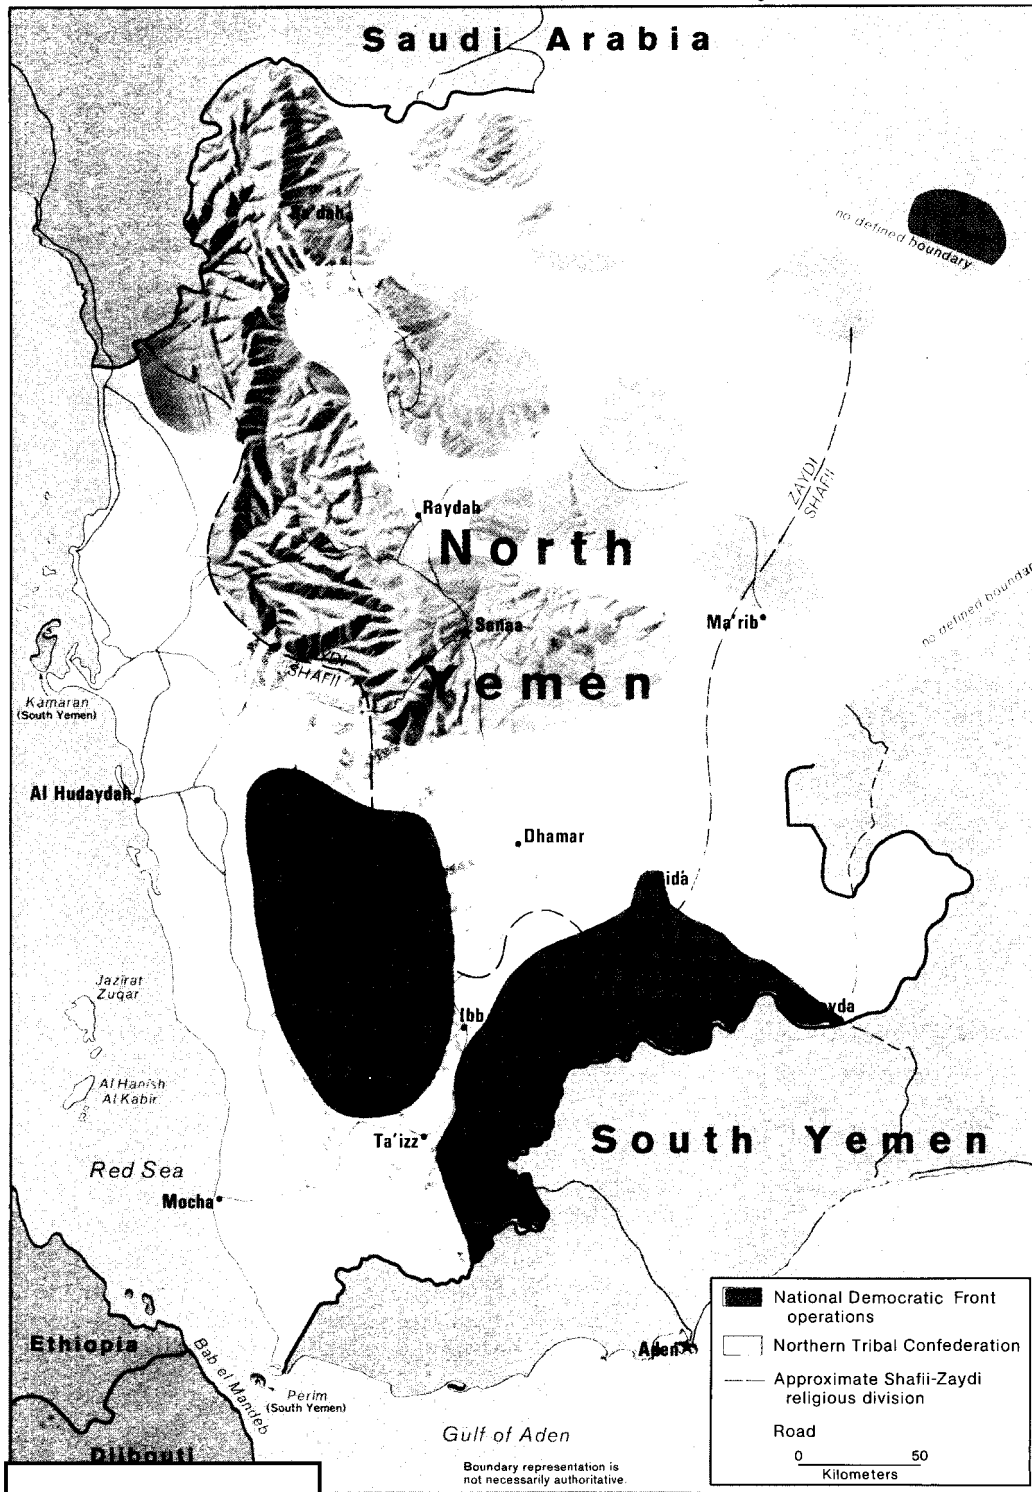 Saudi Arabia
no defined boundary
ZAYDI
SHAFII
Raydah
North
Yemen
Sanaa
Ma'rib
no defined
SHAFII
Kamaran
(South Yemen)
Al Hudaydah
Dhamar
Jazirat
Zuqar
Ibb
Al Hanish
Al Kabir
Ta'izz
South Yemen
Red Sea
Mocha
Ethiopia
Bab el Mandeb
Perim
(South Yemen)
Aden
Djibouti
Gulf of Aden
Boundary representation is
not necessarily authoritative.
National Democratic Front
operations
Northern Tribal Confederation
Approximate Shafii-Zaydi
religious division
Road
0 50
Kilometers